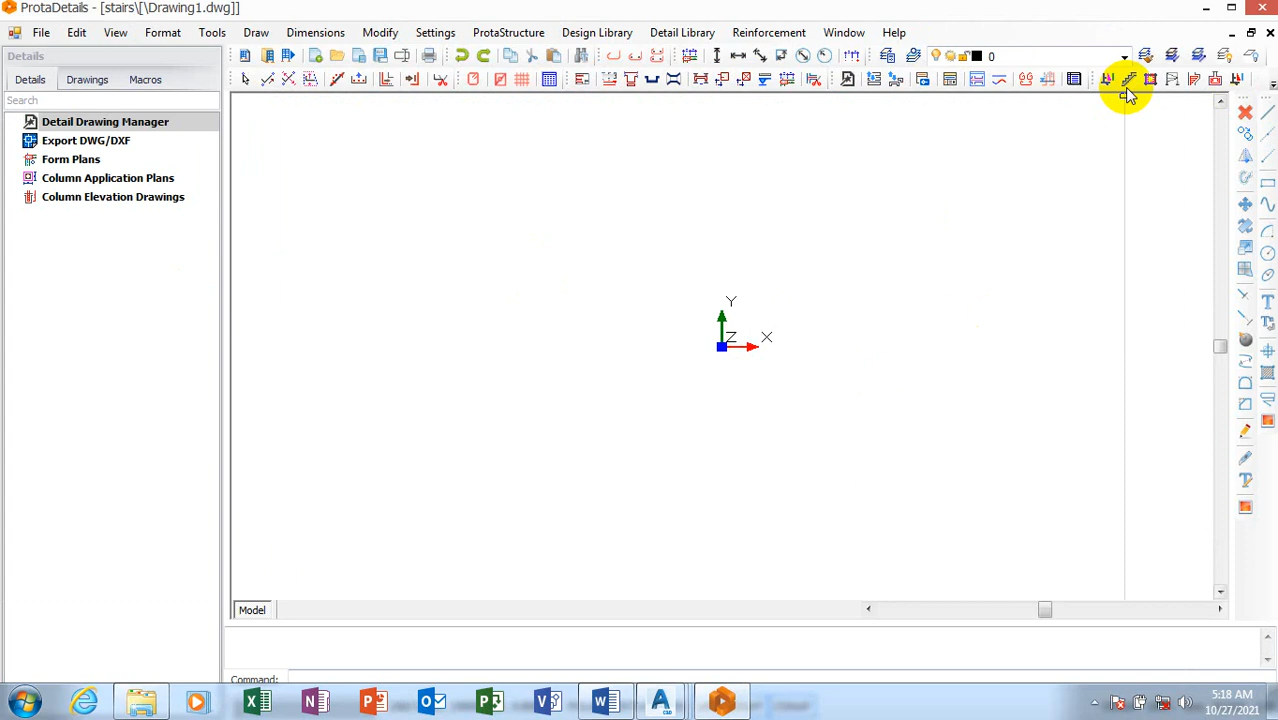 ProtaDetails - [stairs\[\Drawing1.dwg]]
File Edit View Format Tools Draw Dimensions Modify Settings ProtaStructure Design Library Detail Library Reinforcement Window Help
Details
0
Details Drawings Macros
Search
Detail Drawing Manager
Export DWG/DXF
Form Plans
Column Application Plans
Column Elevation Drawings
Y
Z X
Model
Command:
5:18 AM
10/27/2021